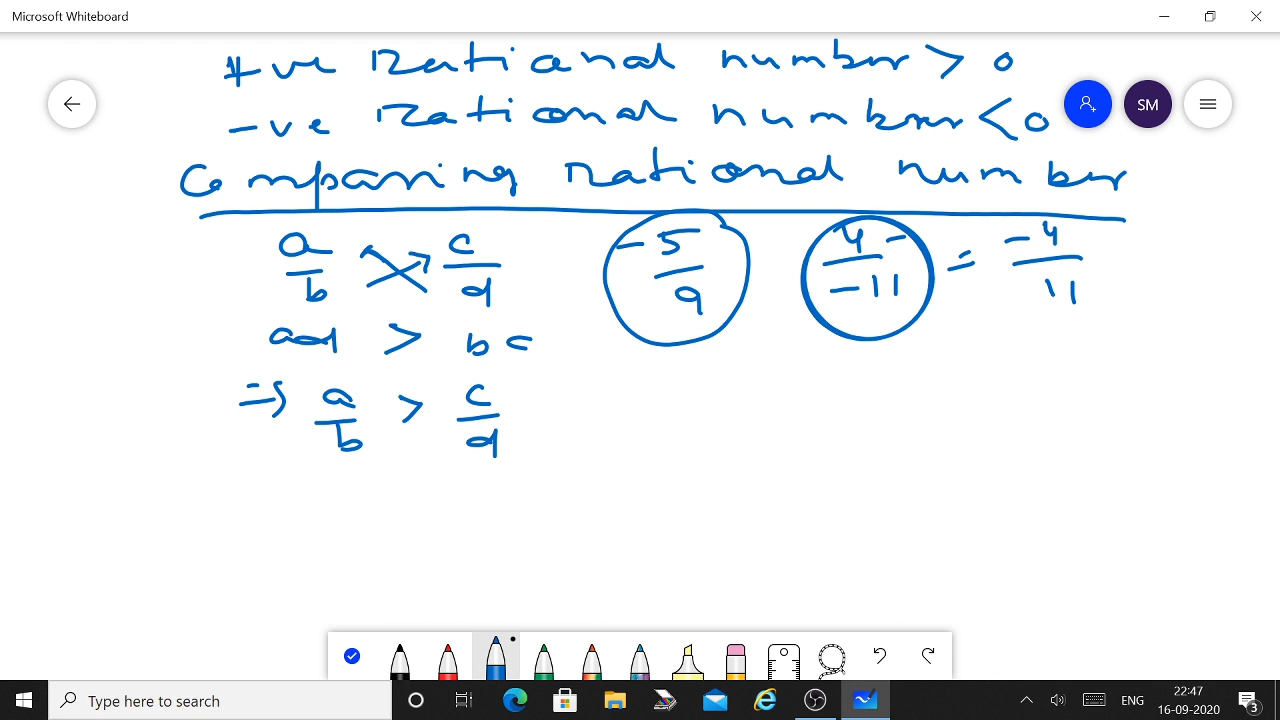 Microsoft Whiteboard
+ve Rational number > 0
-ve Rational number < 0
SM
Comparing rational number
a/b c/d -5/9 4/-11 = -4/11
ad > bc
⇒ a/b > c/d
Type here to search
ENG
22:47
16-09-2020
3